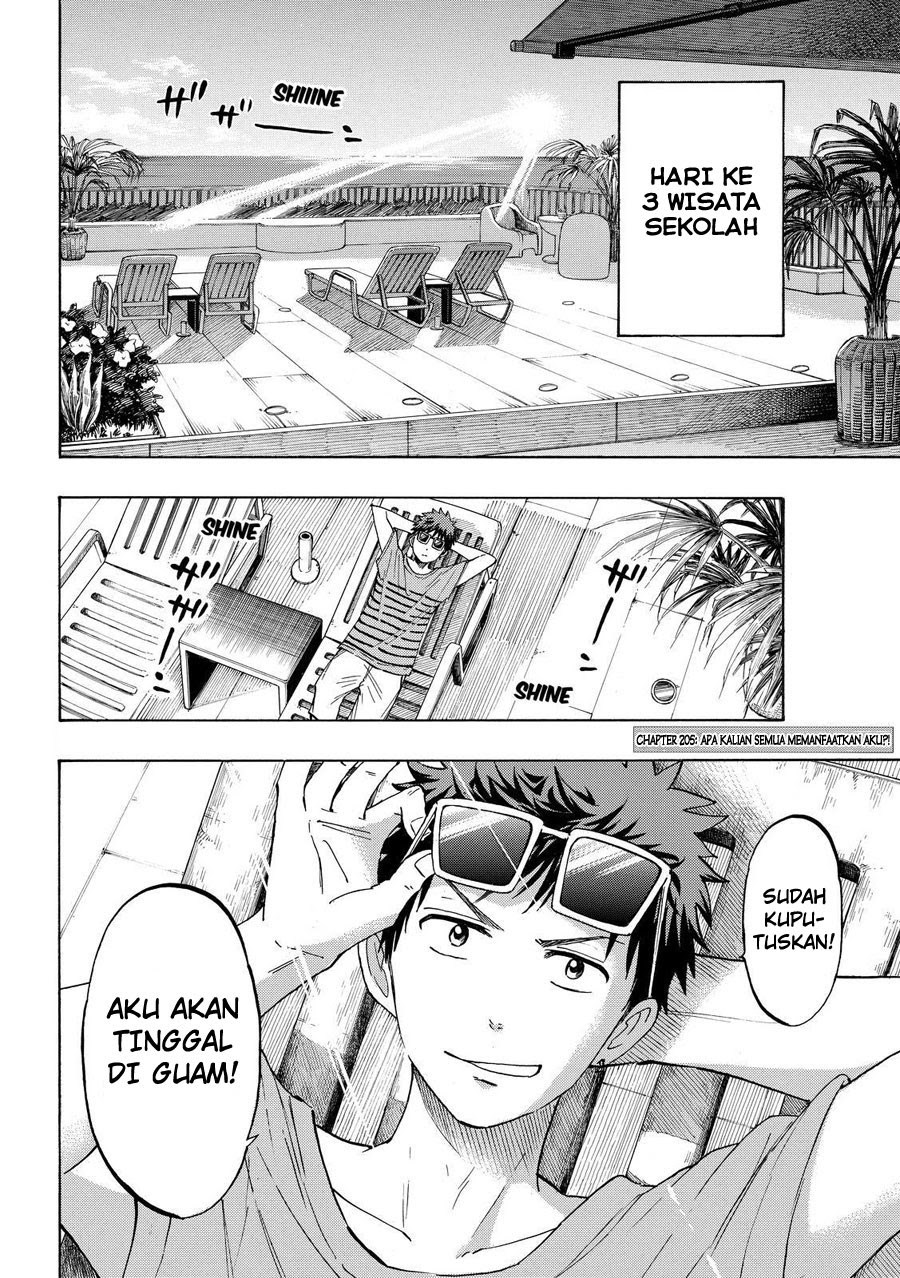 HARI KE
3 WISATA
SEKOLAH
SHIIINE
ザ"
ザ"
SHINE
ザ"
ザ"
ザ"
SHINE
CHAPTER 205: APA KALIAN SEMUA MEMANFAATKAN AKU?!
SUDAH
KUPU-
TUSKAN!
AKU AKAN
TINGGAL
DI GUAM!